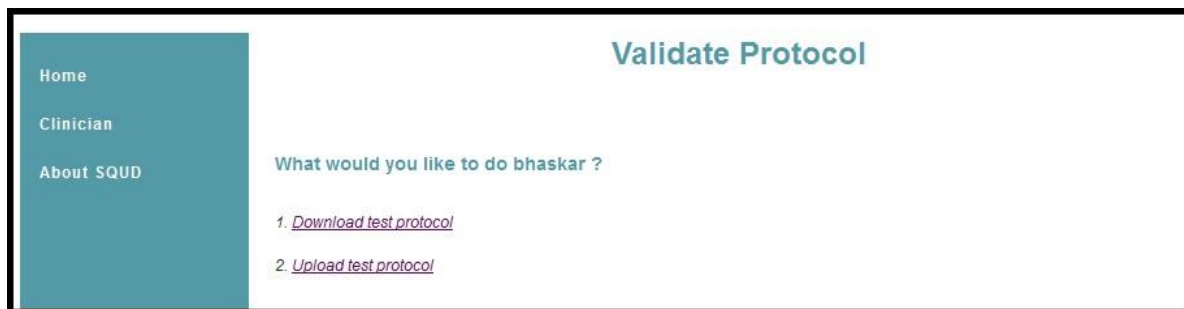 Validate Protocol
Home
Clinician
About SQUD
What would you like to do bhaskar ?
1. Download test protocol
2. Upload test protocol